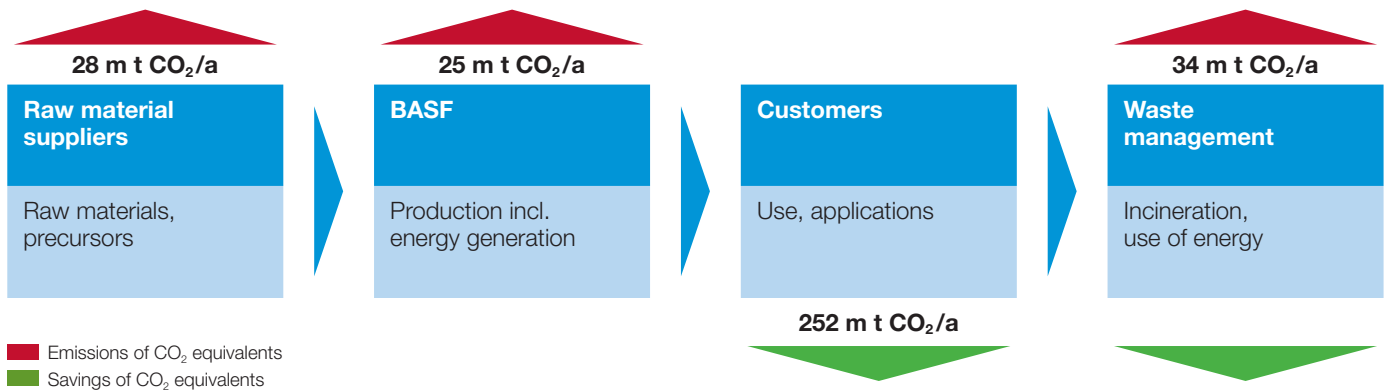 28 m t CO₂/a
25 m t CO₂/a
34 m t CO₂/a
Raw material
suppliers
BASF
Customers
Waste
management
Raw materials,
precursors
Production incl.
energy generation
Use, applications
Incineration,
use of energy
252 m t CO₂/a
Emissions of CO₂ equivalents
Savings of CO₂ equivalents